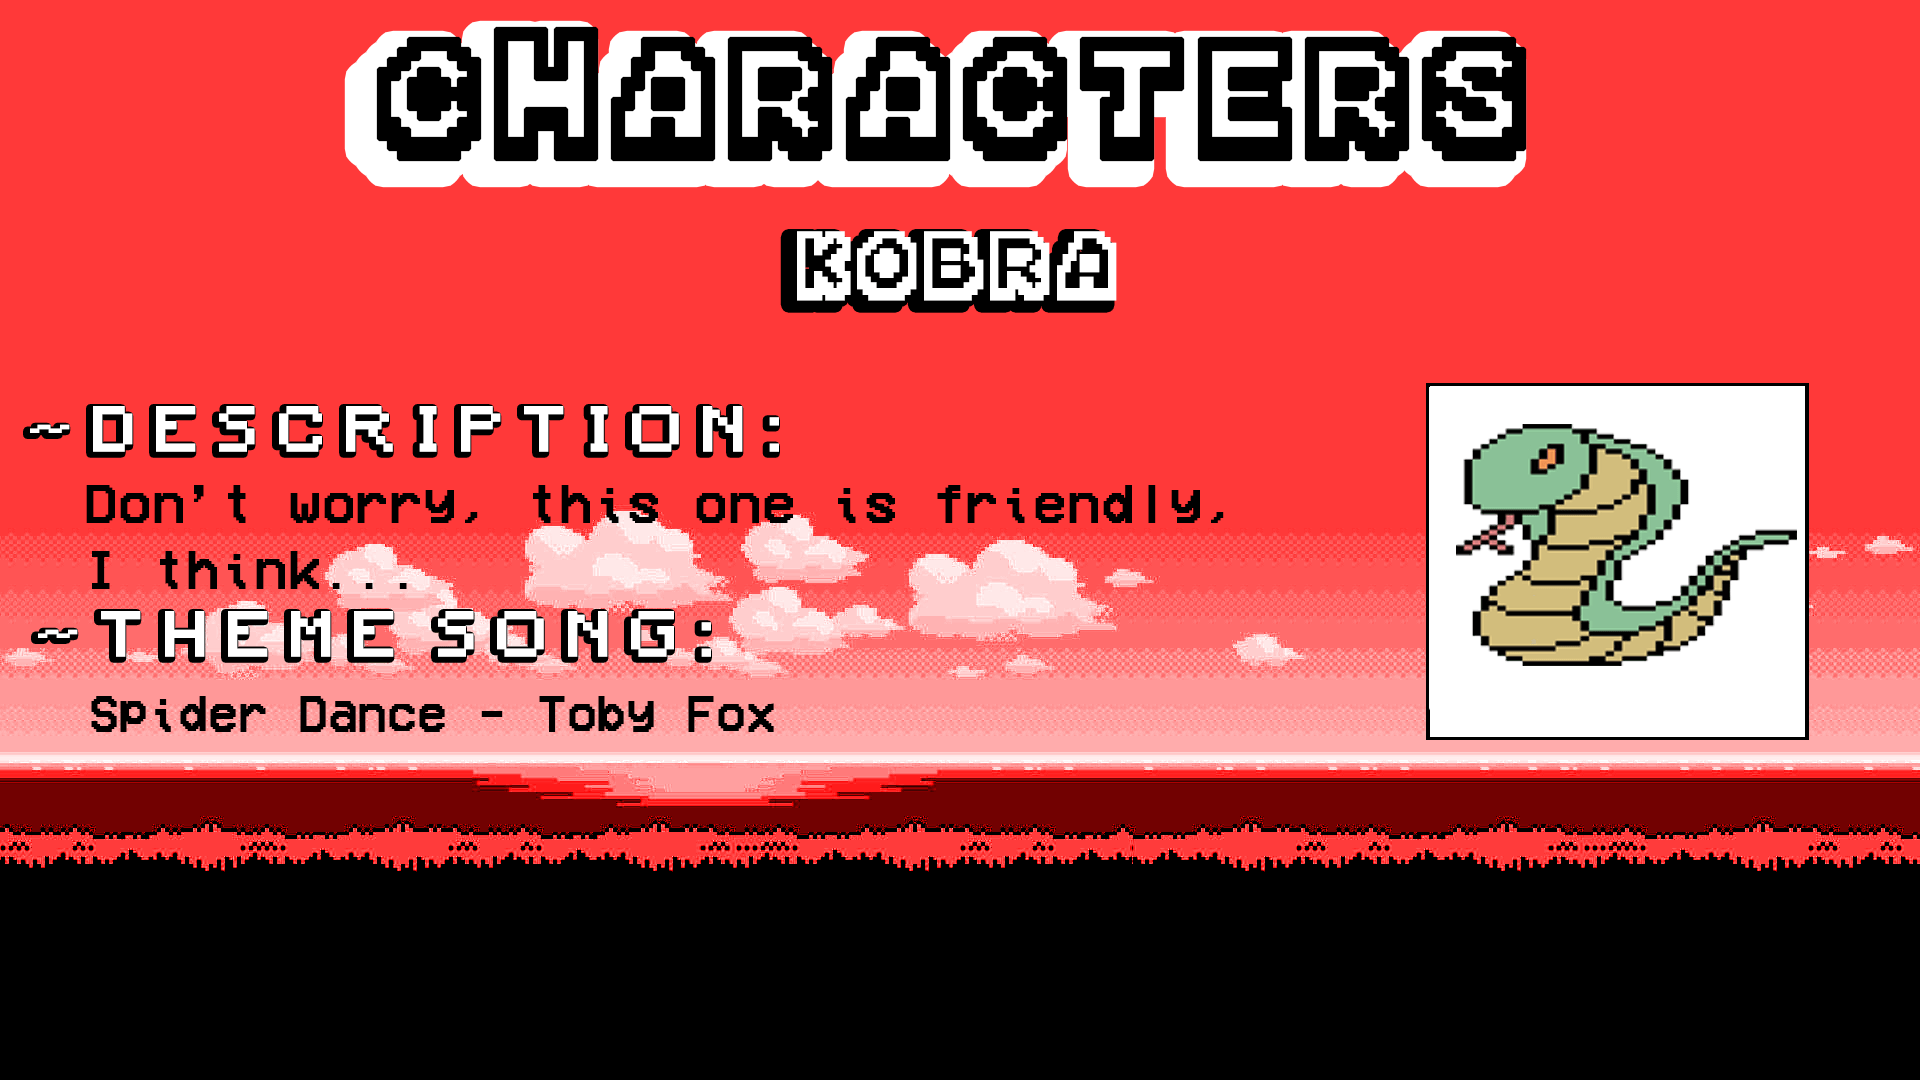 CHARACTERS
KOBRA
~DESCRIPTION:
Don't worry, this one is friendly,
I think...
~THEME SONG:
Spider Dance - Toby Fox